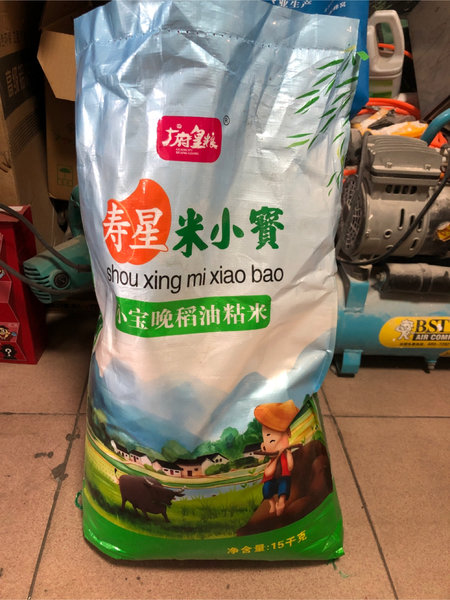 广府皇粮
®
寿星米小寳
shou xing mi xiao bao
小宝晚稻油粘米
净含量:15千克
BST
AIR COM
?